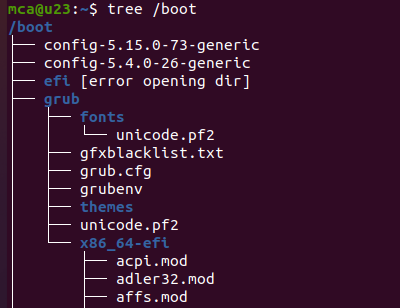 mca@u23:~$ tree /boot
/boot
├── config-5.15.0-73-generic
├── config-5.4.0-26-generic
├── efi [error opening dir]
├── grub
│   ├── fonts
│   │   └── unicode.pf2
│   ├── gfxblacklist.txt
│   ├── grub.cfg
│   ├── grubenv
│   ├── themes
│   ├── unicode.pf2
│   └── x86_64-efi
│       ├── acpi.mod
│       ├── adler32.mod
│       ├── affs.mod